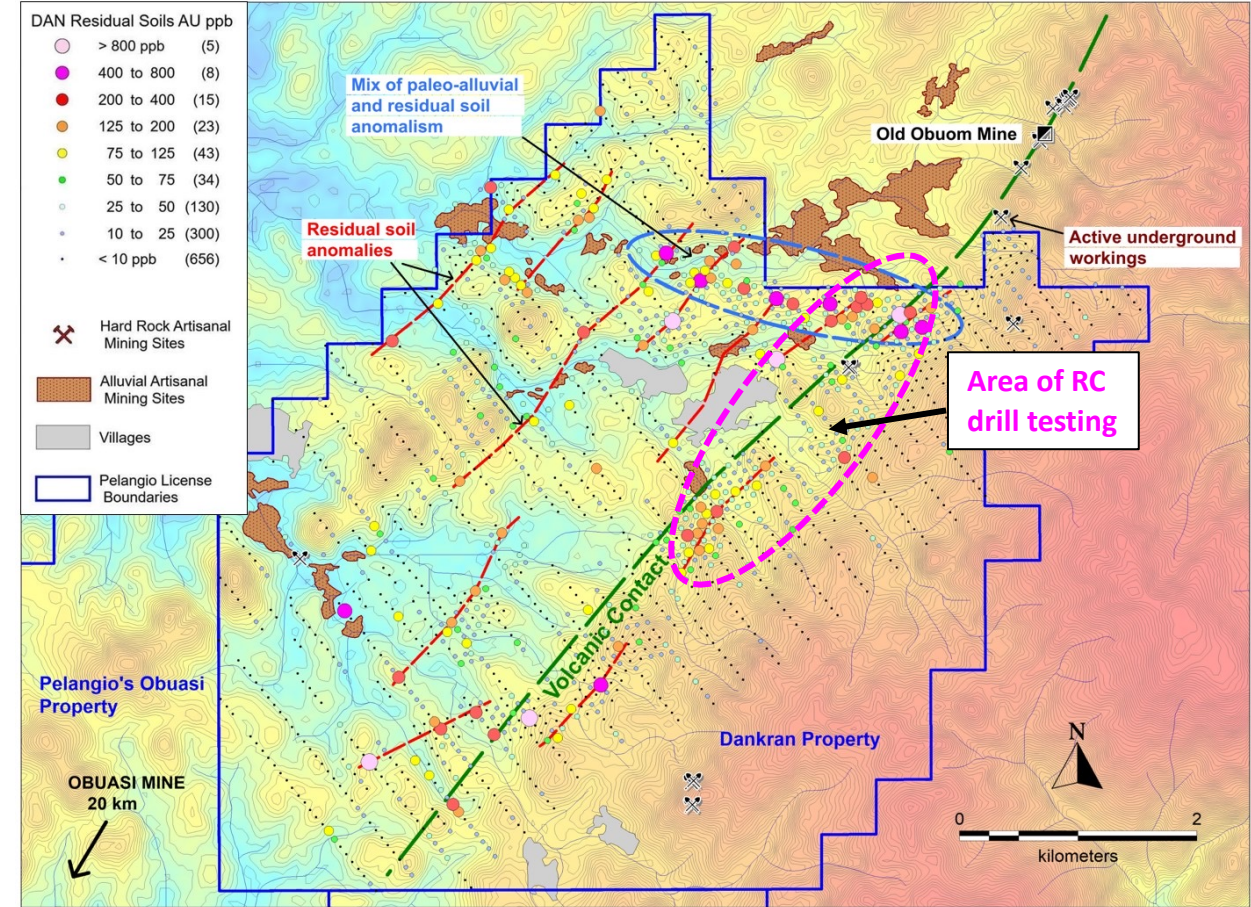 DAN Residual Soils AU ppb
> 800 ppb (5)
400 to 800 (8)
200 to 400 (15)
125 to 200 (23)
75 to 125 (43)
50 to 75 (34)
25 to 50 (130)
10 to 25 (300)
< 10 ppb (656)
Hard Rock Artisanal
Mining Sites
Alluvial Artisanal
Mining Sites
Villages
Pelangio License
Boundaries
Mix of paleo-alluvial
and residual soil
anomalism
Old Obuom Mine
Residual soil
anomalies
Active underground
workings
Area of RC
drill testing
Volcanic Contact
Pelangio's Obuasi
Property
Dankran Property
OBUASI MINE
20 km
N
0 2
kilometers